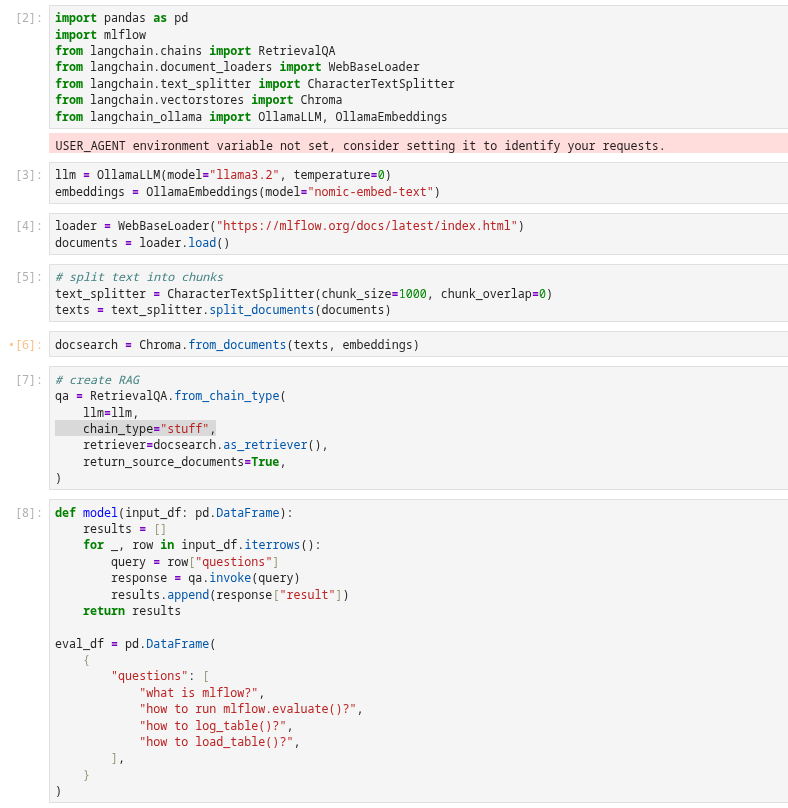 [2]:
import pandas as pd
import mlflow
from langchain.chains import RetrievalQA
from langchain.document_loaders import WebBaseLoader
from langchain.text_splitter import CharacterTextSplitter
from langchain.vectorstores import Chroma
from langchain_ollama import OllamaLLM, OllamaEmbeddings
USER_AGENT environment variable not set, consider setting it to identify your requests.
[3]:
llm = OllamaLLM(model="llama3.2", temperature=0)
embeddings = OllamaEmbeddings(model="nomic-embed-text")
[4]:
loader = WebBaseLoader("https://mlflow.org/docs/latest/index.html")
documents = loader.load()
[5]:
# split text into chunks
text_splitter = CharacterTextSplitter(chunk_size=1000, chunk_overlap=0)
texts = text_splitter.split_documents(documents)
•[6]:
docsearch = Chroma.from_documents(texts, embeddings)
[7]:
# create RAG
qa = RetrievalQA.from_chain_type(
    llm=llm,
    chain_type="stuff",
    retriever=docsearch.as_retriever(),
    return_source_documents=True,
)
[8]:
def model(input_df: pd.DataFrame):
    results = []
    for _, row in input_df.iterrows():
        query = row["questions"]
        response = qa.invoke(query)
        results.append(response["result"])
    return results

eval_df = pd.DataFrame(
    {
        "questions": [
            "what is mlflow?",
            "how to run mlflow.evaluate()?",
            "how to log_table()?",
            "how to load_table()?",
        ],
    }
)